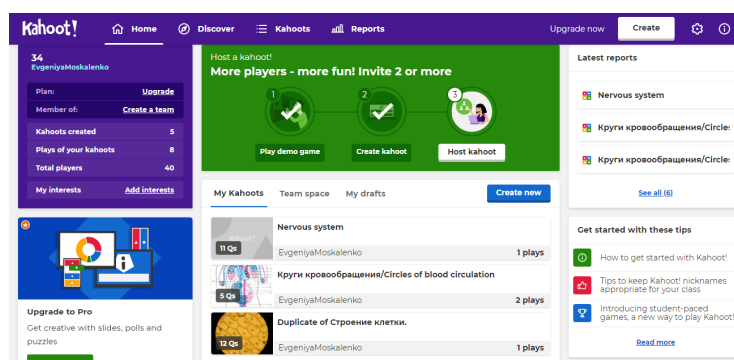 Kahoot!
Home
Discover
Kahoots
Reports
Upgrade now
Create
34
EvgeniyaMoskalenko
Plan:
Upgrade
Member of:
Create a team
Kahoots created
5
Plays of your kahoots
8
Total players
40
My interests
Add interests
Upgrade to Pro
Get creative with slides, polls and
puzzles
Host a kahoot!
More players - more fun! Invite 2 or more
1
2
3
Play demo game
Create kahoot
Host kahoot
My Kahoots
Team space
My drafts
Create new
Kahoot!
11 Qs
Nervous system
EvgeniyaMoskalenko
1 plays
5 Qs
Круги кровообращения/Circles of blood circulation
EvgeniyaMoskalenko
2 plays
12 Qs
Duplicate of Строение клетки.
EvgeniyaMoskalenko
1 plays
Latest reports
Nervous system
Круги кровообращения/Circles
Круги кровообращения/Circles
See all (6)
Get started with these tips
How to get started with Kahoot!
Tips to keep Kahoot! nicknames
appropriate for your class
Introducing student-paced
games, a new way to play Kahoot!
Read more